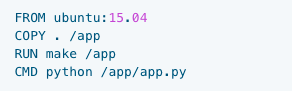 FROM ubuntu:15.04
COPY . /app
RUN make /app
CMD python /app/app.py